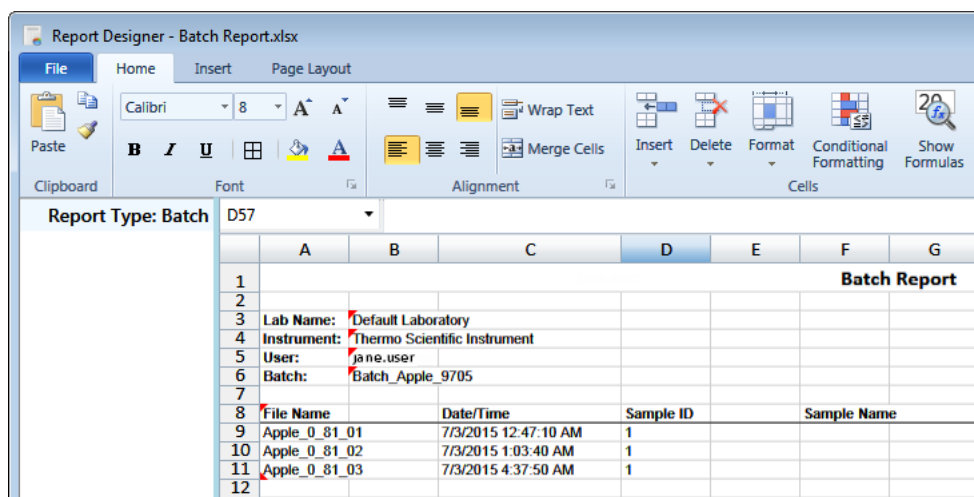 Report Designer - Batch Report.xlsx
File Home Insert Page Layout
Calibri 8 A A Wrap Text
Paste B I U A Merge Cells Insert Delete Format Conditional Formatting Show Formulas
Clipboard Font Alignment Cells
Report Type: Batch D57
A B C D E F G
1 Batch Report
2
3 Lab Name: Default Laboratory
4 Instrument: Thermo Scientific Instrument
5 User: jane.user
6 Batch: Batch_Apple_9705
7
8 File Name Date/Time Sample ID Sample Name
9 Apple_0_81_01 7/3/2015 12:47:10 AM 1
10 Apple_0_81_02 7/3/2015 1:03:40 AM 1
11 Apple_0_81_03 7/3/2015 4:37:50 AM 1
12